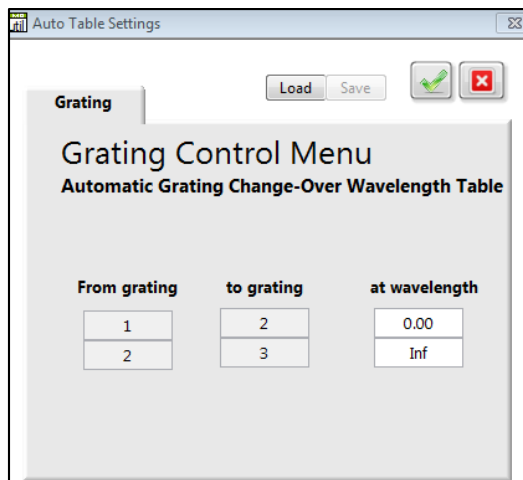 util Auto Table Settings
Load Save
Grating
Grating Control Menu
Automatic Grating Change-Over Wavelength Table
From grating to grating at wavelength
1 2 0.00
2 3 Inf